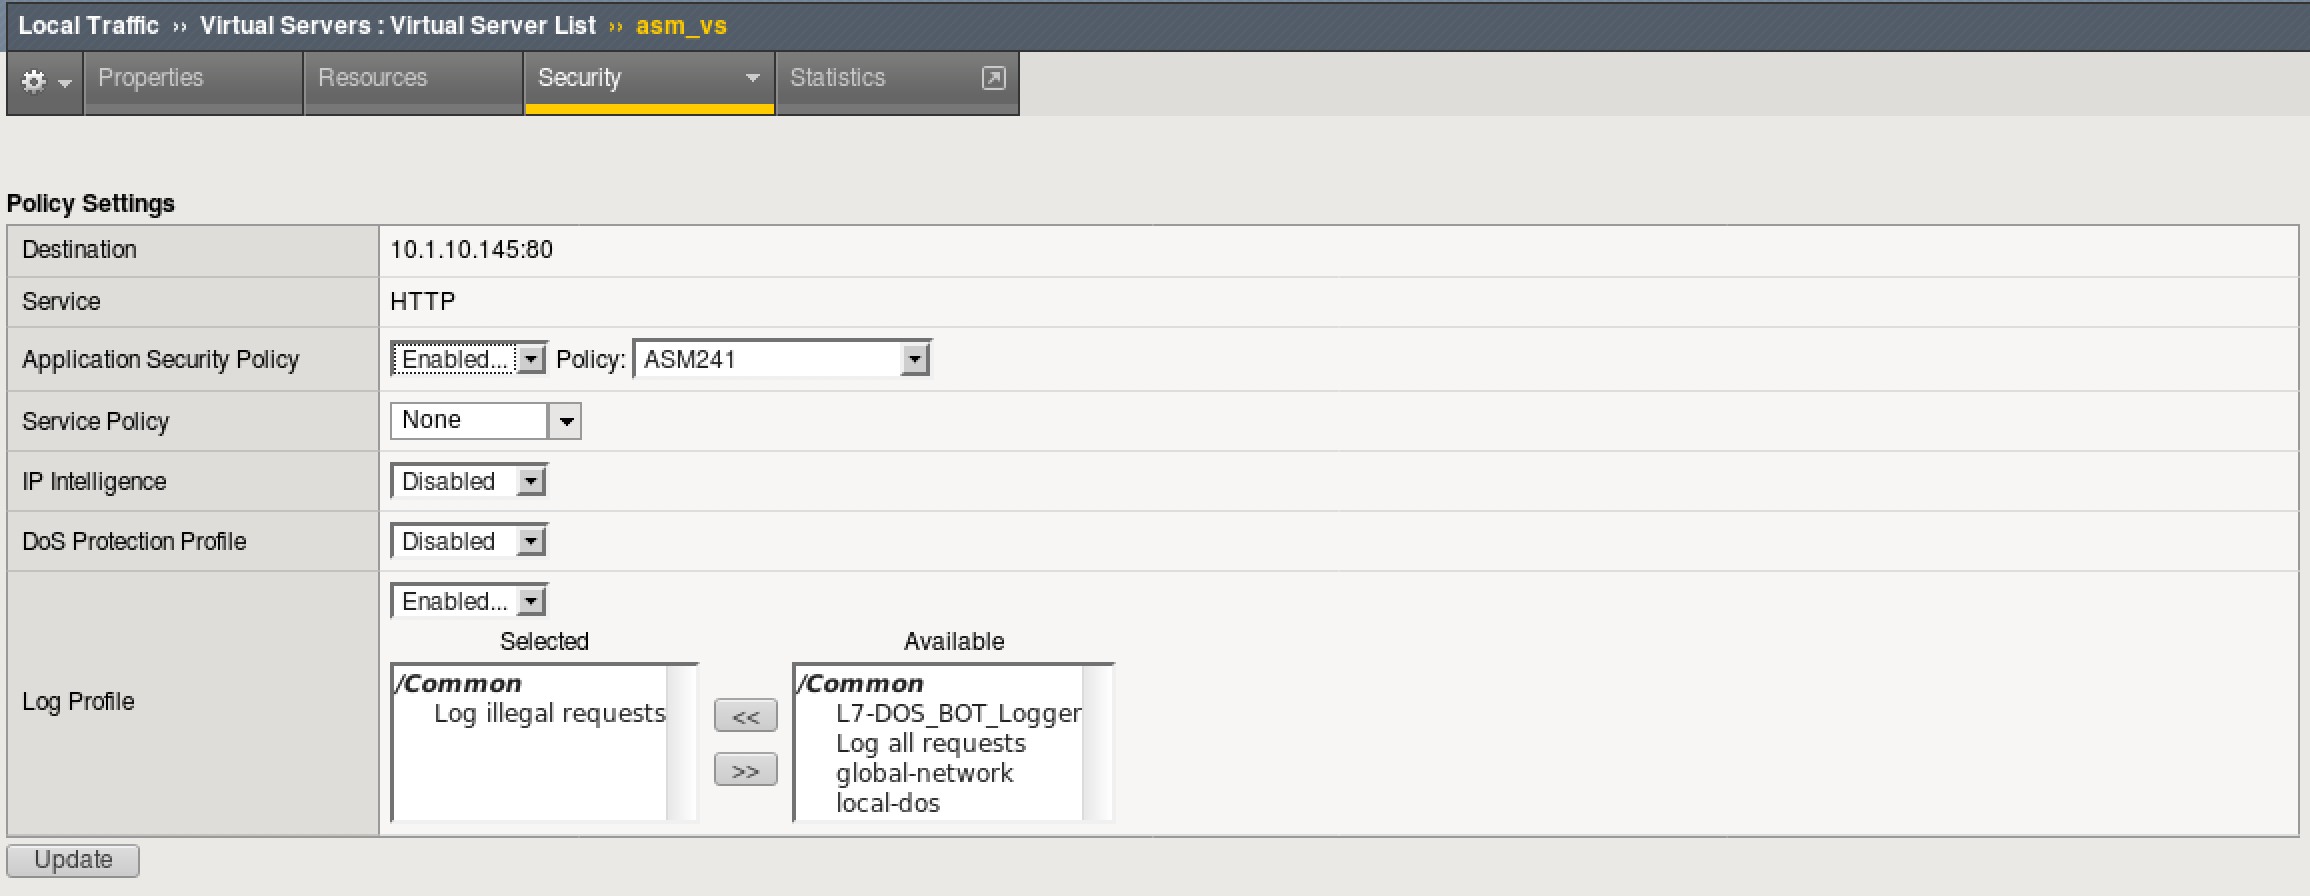 Local Traffic ›› Virtual Servers : Virtual Server List ›› asm_vs
Properties Resources Security Statistics
Policy Settings
Destination 10.1.10.145:80
Service HTTP
Application Security Policy Enabled... Policy: ASM241
Service Policy None
IP Intelligence Disabled
DoS Protection Profile Disabled
Log Profile Enabled...
Selected Available
/Common << /Common
Log illegal requests >> L7-DOS_BOT_Logger
Log all requests
global-network
local-dos
Update